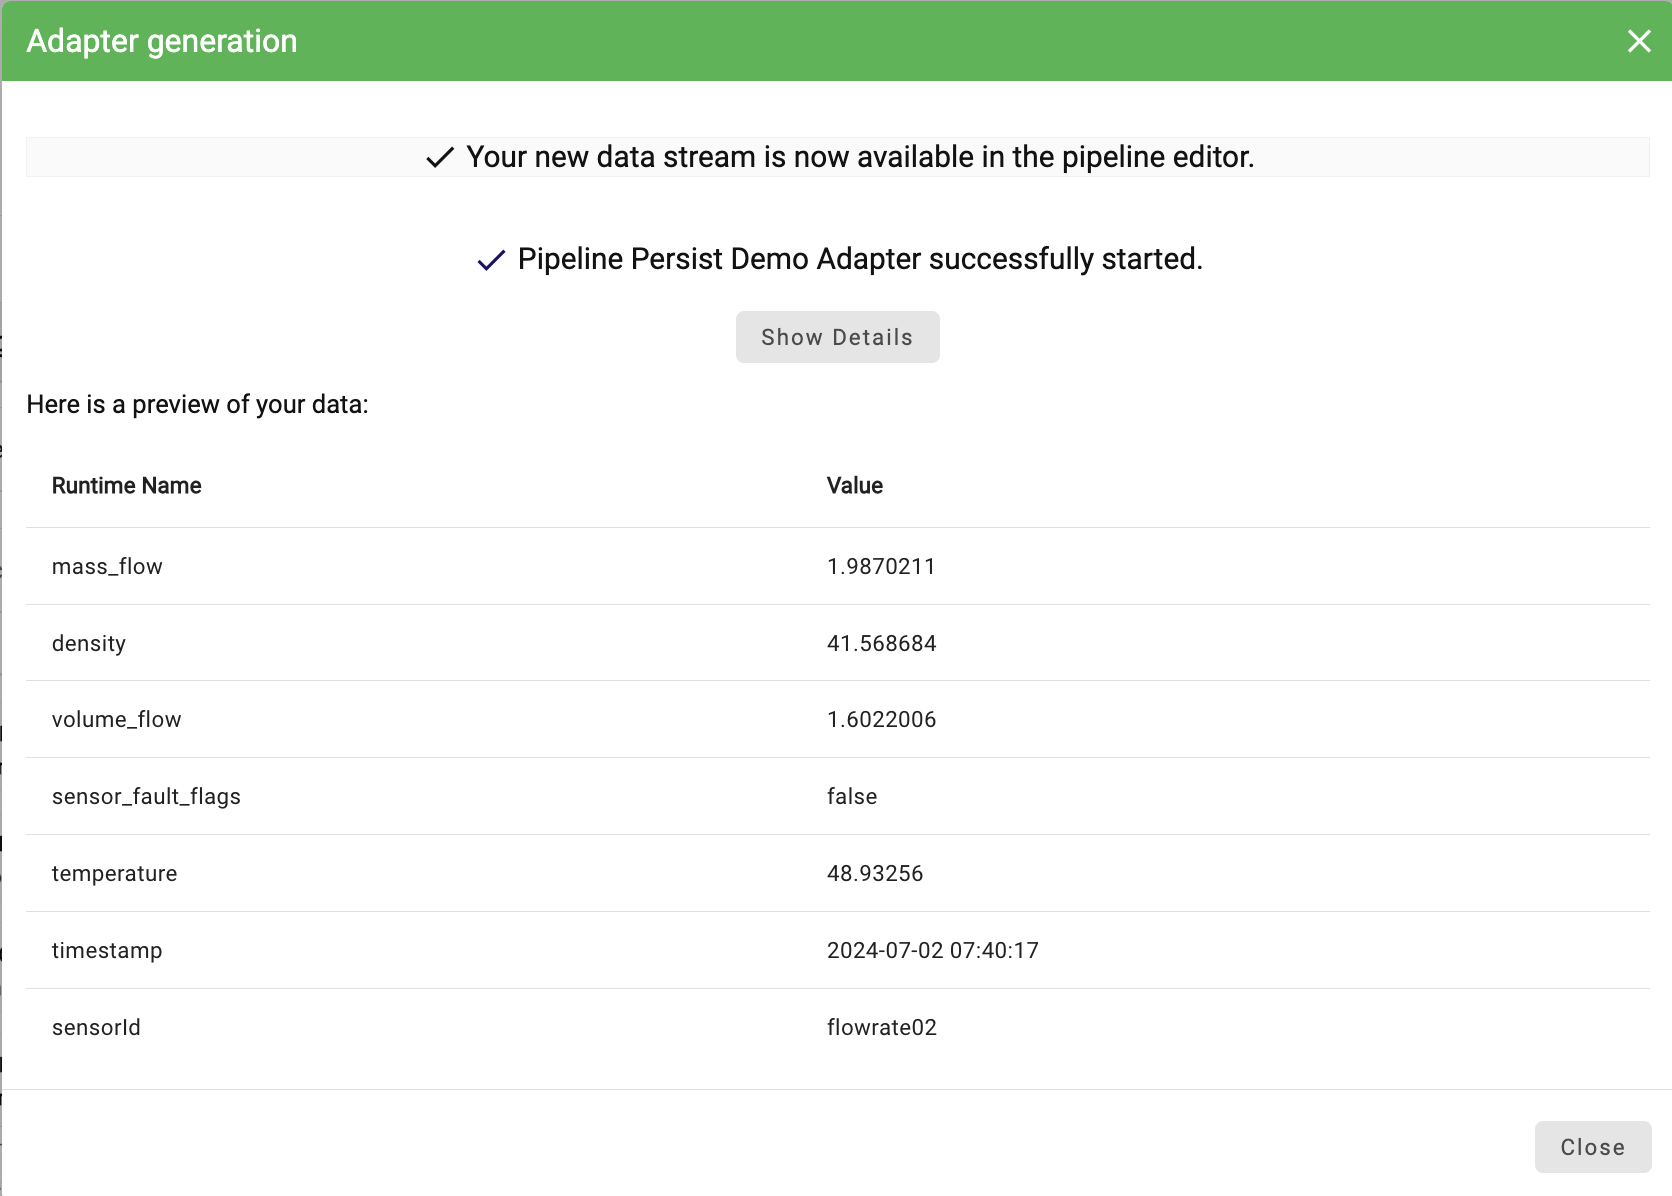 Adapter generation
Your new data stream is now available in the pipeline editor.
Pipeline Persist Demo Adapter successfully started.
Show Details
Here is a preview of your data:
Runtime Name Value
mass_flow 1.9870211
density 41.568684
volume_flow 1.6022006
sensor_fault_flags false
temperature 48.93256
timestamp 2024-07-02 07:40:17
sensorId flowrate02
Close